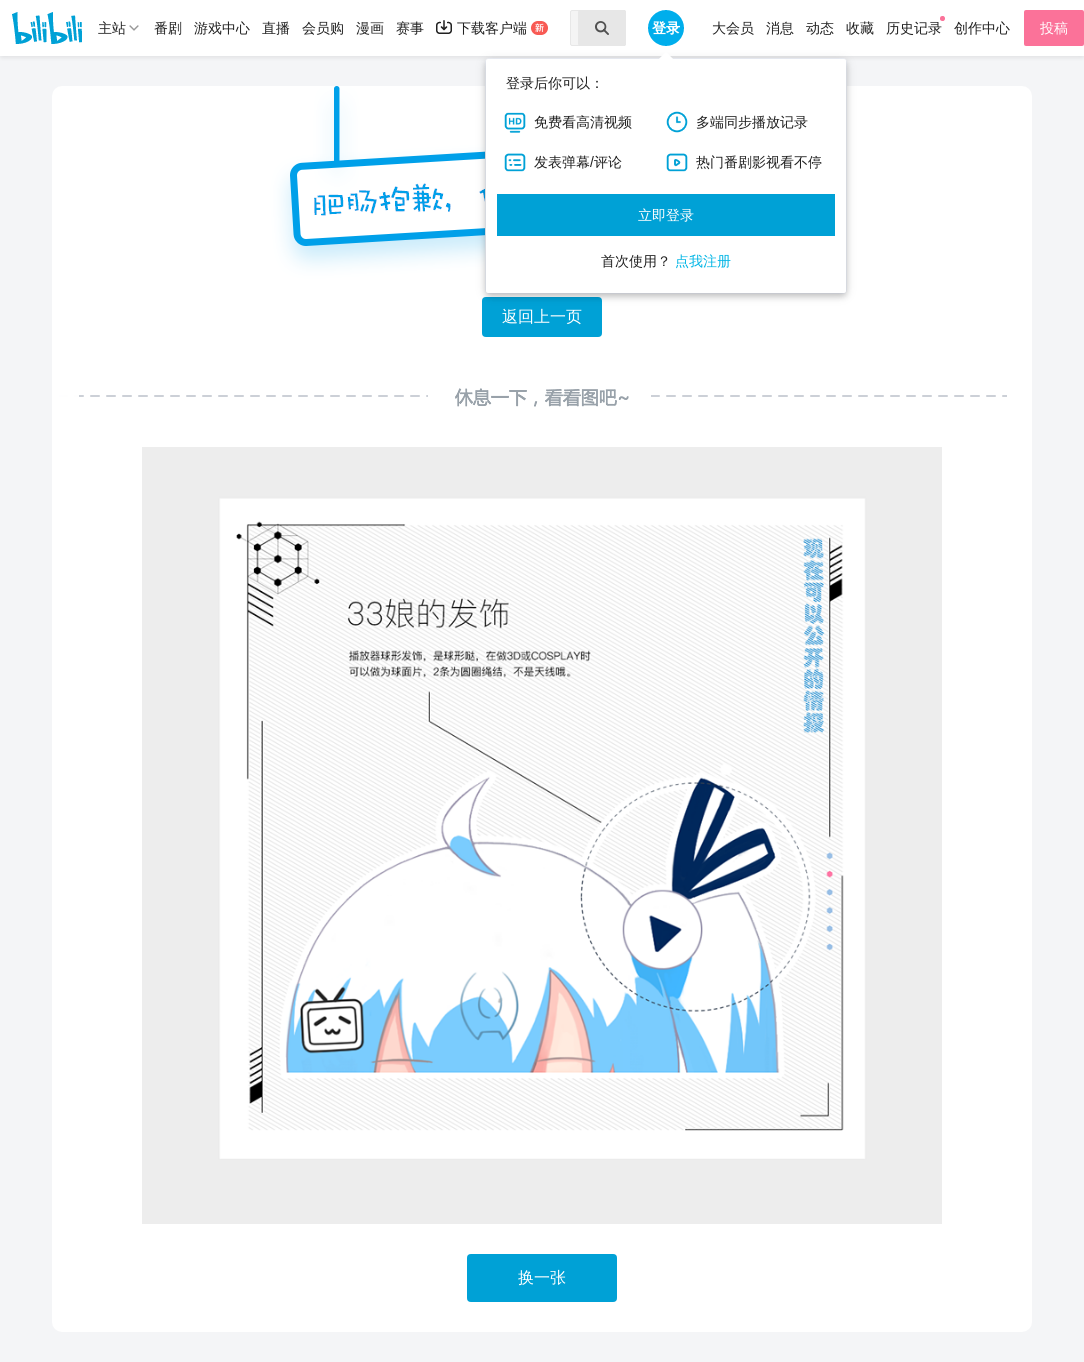 bilibili 主站 番剧 游戏中心 直播 会员购 漫画 赛事 下载客户端 新 登录 大会员 消息 动态 收藏 历史记录 创作中心 投稿
登录后你可以：
HD 免费看高清视频 多端同步播放记录
发表弹幕/评论 热门番剧影视看不停
肥肠抱歉，
立即登录
首次使用？ 点我注册
返回上一页
休息一下，看看图吧~
现在可以公开的情报
33娘的发饰
播放器球形发饰，是球形哒，在做3D或COSPLAY时
可以做为球面片，2条为圆圈绳结，不是天线哦。
换一张